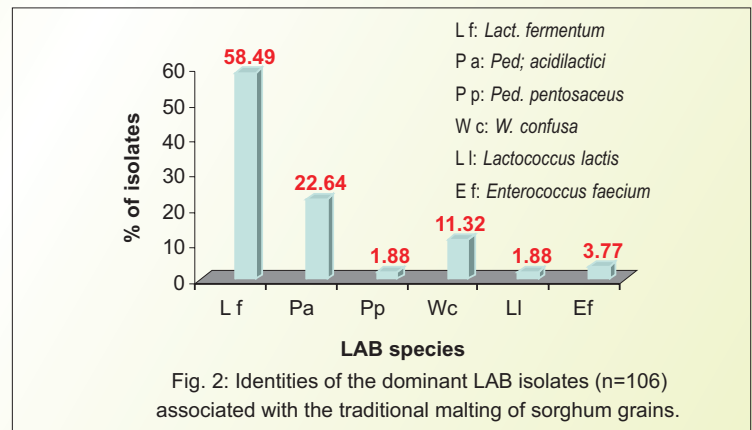 L f: Lact. fermentum
P a: Ped; acidilactici
P p: Ped. pentosaceus
W c: W. confusa
L l: Lactococcus lactis
E f: Enterococcus faecium
% of isolates
60
50
40
30
20
10
0
58.49
22.64
1.88
11.32
1.88
3.77
L f Pa Pp Wc Ll Ef
LAB species
Fig. 2: Identities of the dominant LAB isolates (n=106)
associated with the traditional malting of sorghum grains.